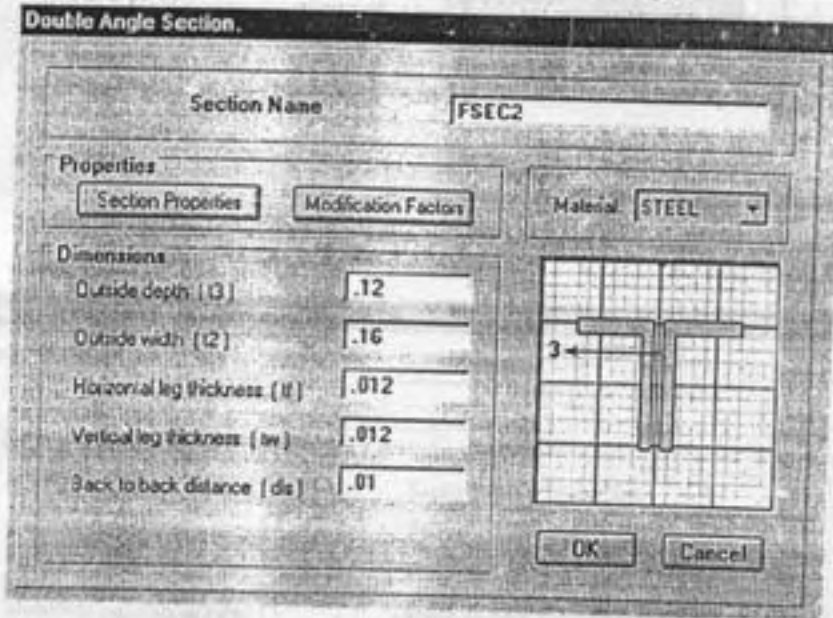 Double Angle Section.
Section Name FSEC2
Properties
Section Properties Modification Factors
Material STEEL
Dimensions
Outside depth (t3) .12
Outside width (t2) .16
Horizontal leg thickness (tf) .012
Vertical leg thickness (tw) .012
Back to back distance (dis) .01
3
OK Cancel